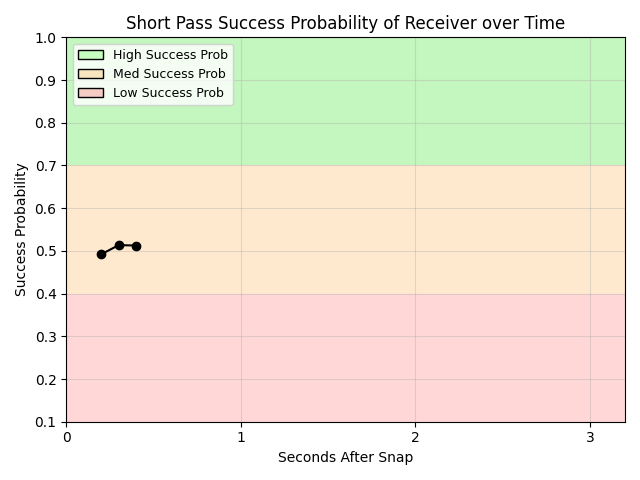 Short Pass Success Probability of Receiver over Time
High Success Prob
Med Success Prob
Low Success Prob
Success Probability
1.0
0.9
0.8
0.7
0.6
0.5
0.4
0.3
0.2
0.1
0 1 2 3
Seconds After Snap